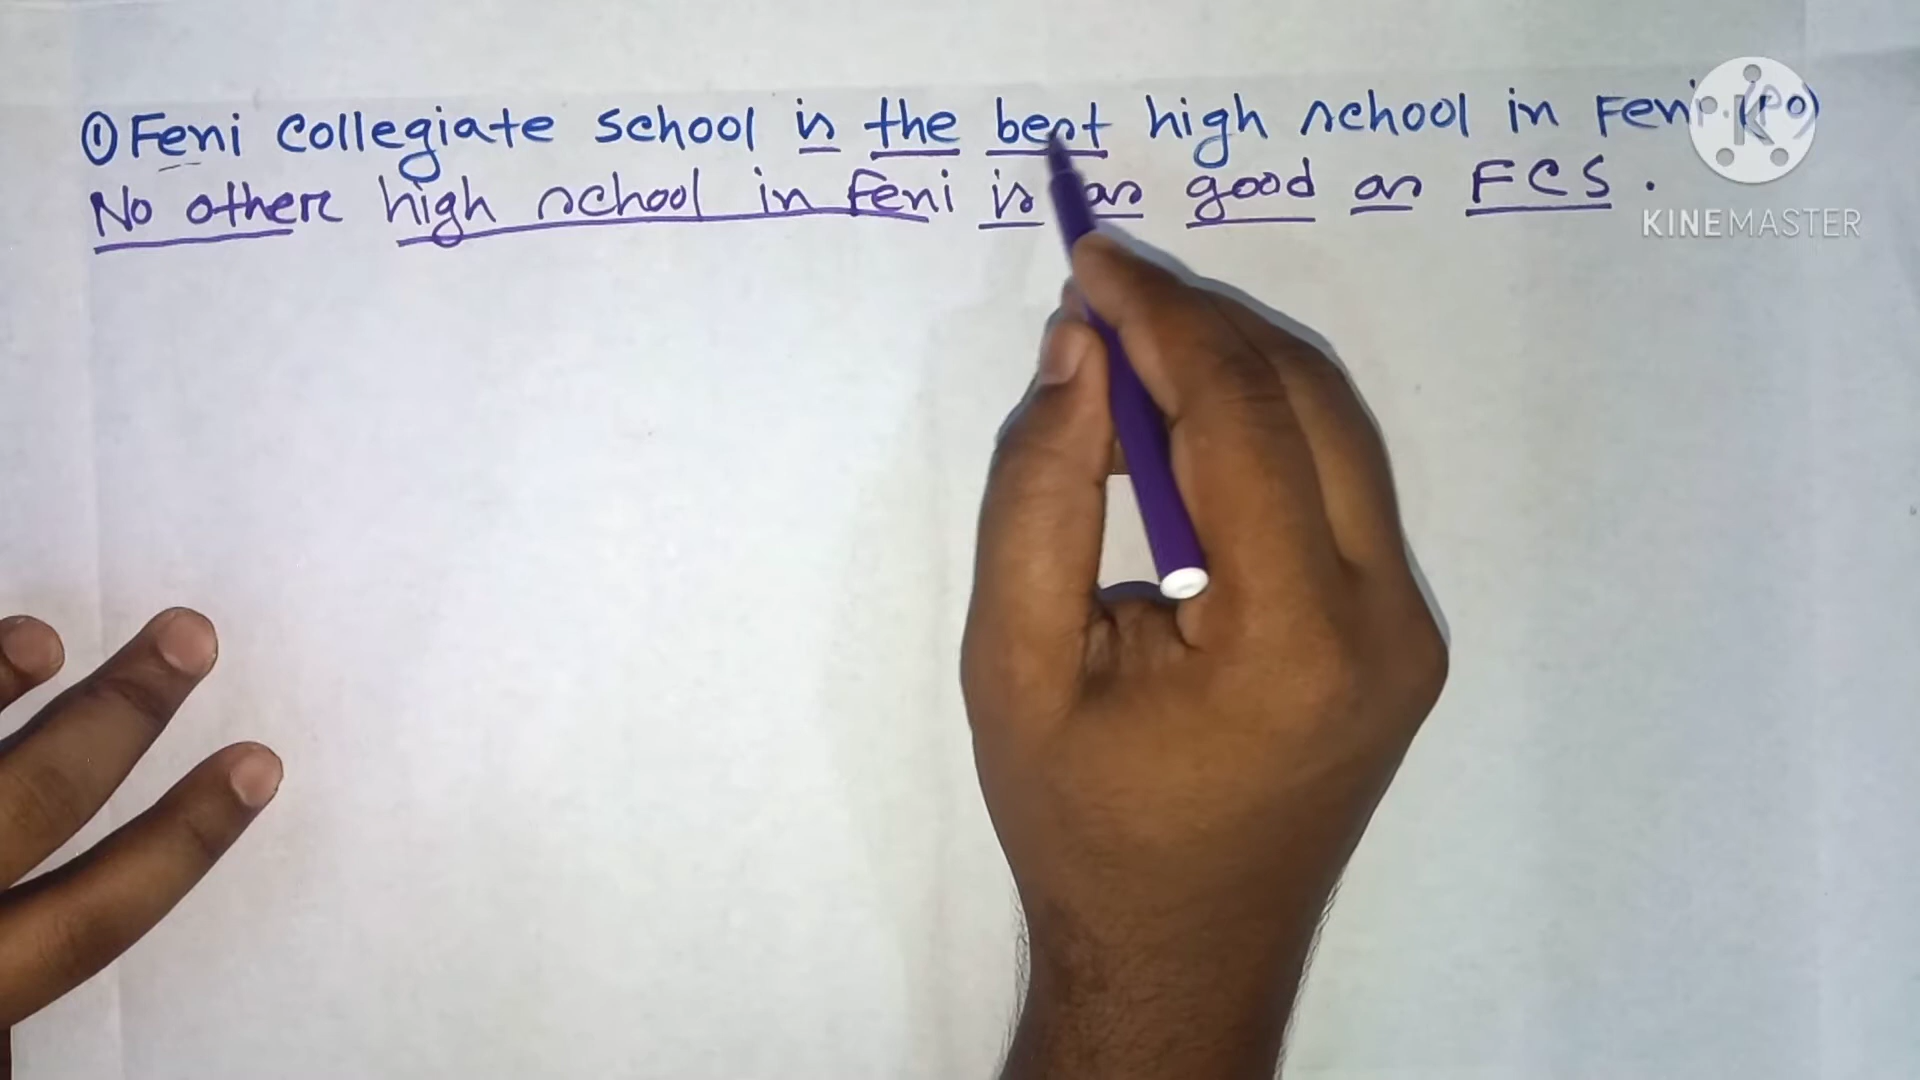 ① Feni collegiate school is the best high school in Feni. (Po)
No other high school in Feni is as good as FCS.
KINEMASTER